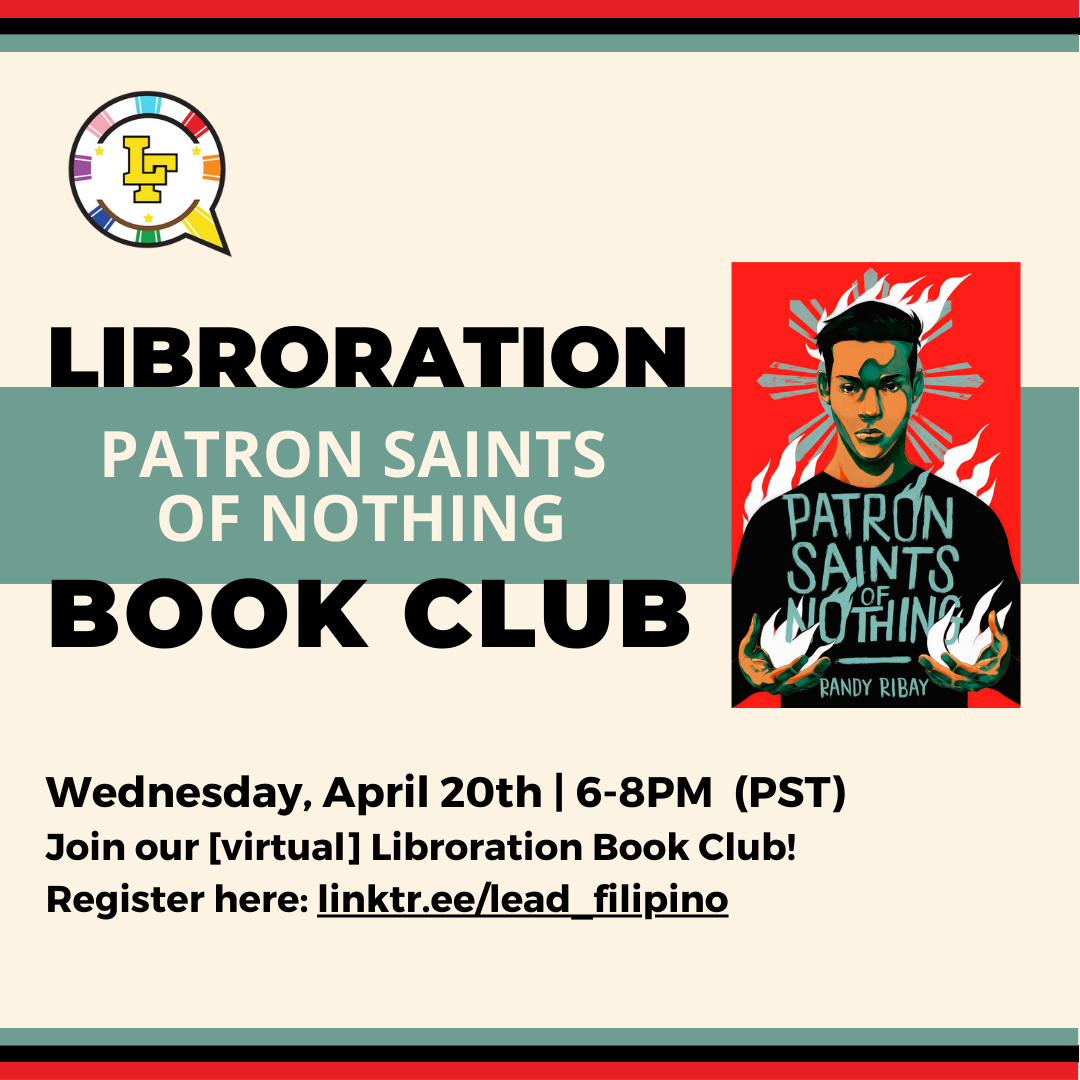 LF
LIBRORATION
PATRON SAINTS
OF NOTHING
BOOK CLUB
PATRON
SAINTS
OF
NOTHING
RANDY RIBAY
Wednesday, April 20th | 6-8PM (PST)
Join our [virtual] Libroration Book Club!
Register here: linktr.ee/lead_filipino